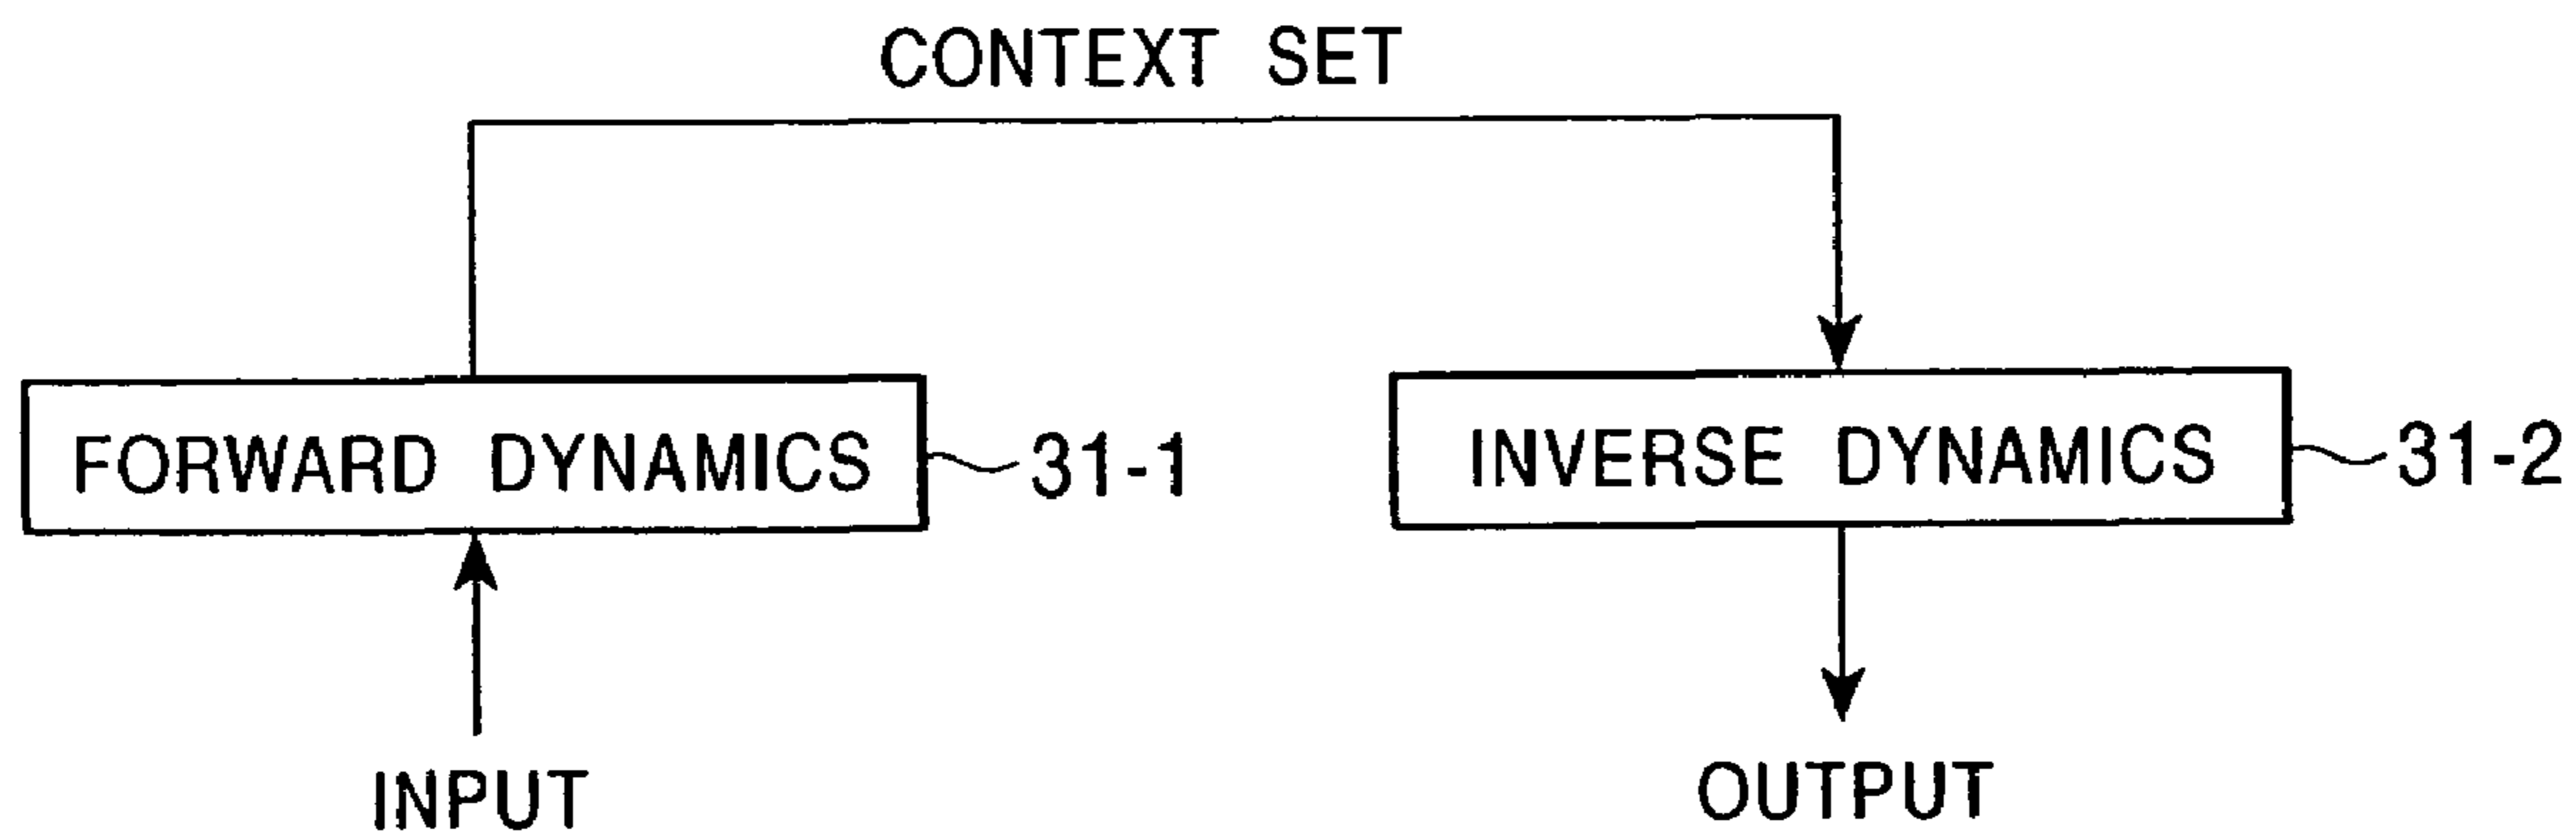 CONTEXT SET
FORWARD DYNAMICS
31-1
INVERSE DYNAMICS
31-2
INPUT
OUTPUT